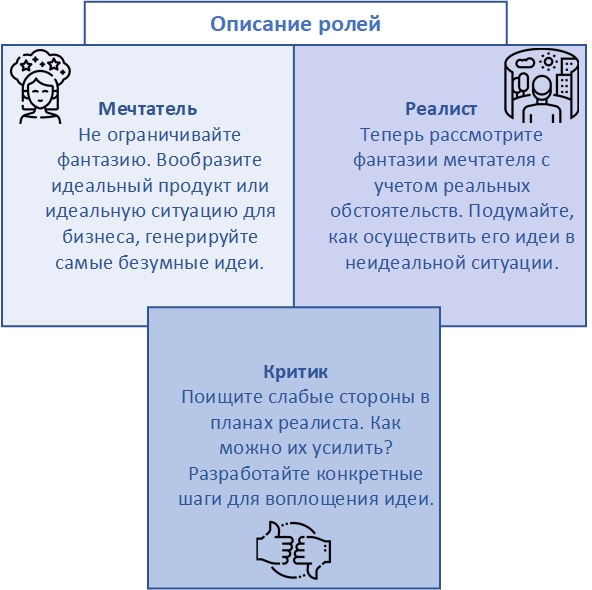 Описание ролей
Мечтатель
Не ограничивайте
фантазию. Вообразите
идеальный продукт или
идеальную ситуацию для
бизнеса, генерируйте
самые безумные идеи.
Реалист
Теперь рассмотрите
фантазии мечтателя с
учетом реальных
обстоятельств. Подумайте,
как осуществить его идеи в
неидеальной ситуации.
Критик
Поищите слабые стороны в
планах реалиста. Как
можно их усилить?
Разработайте конкретные
шаги для воплощения идеи.